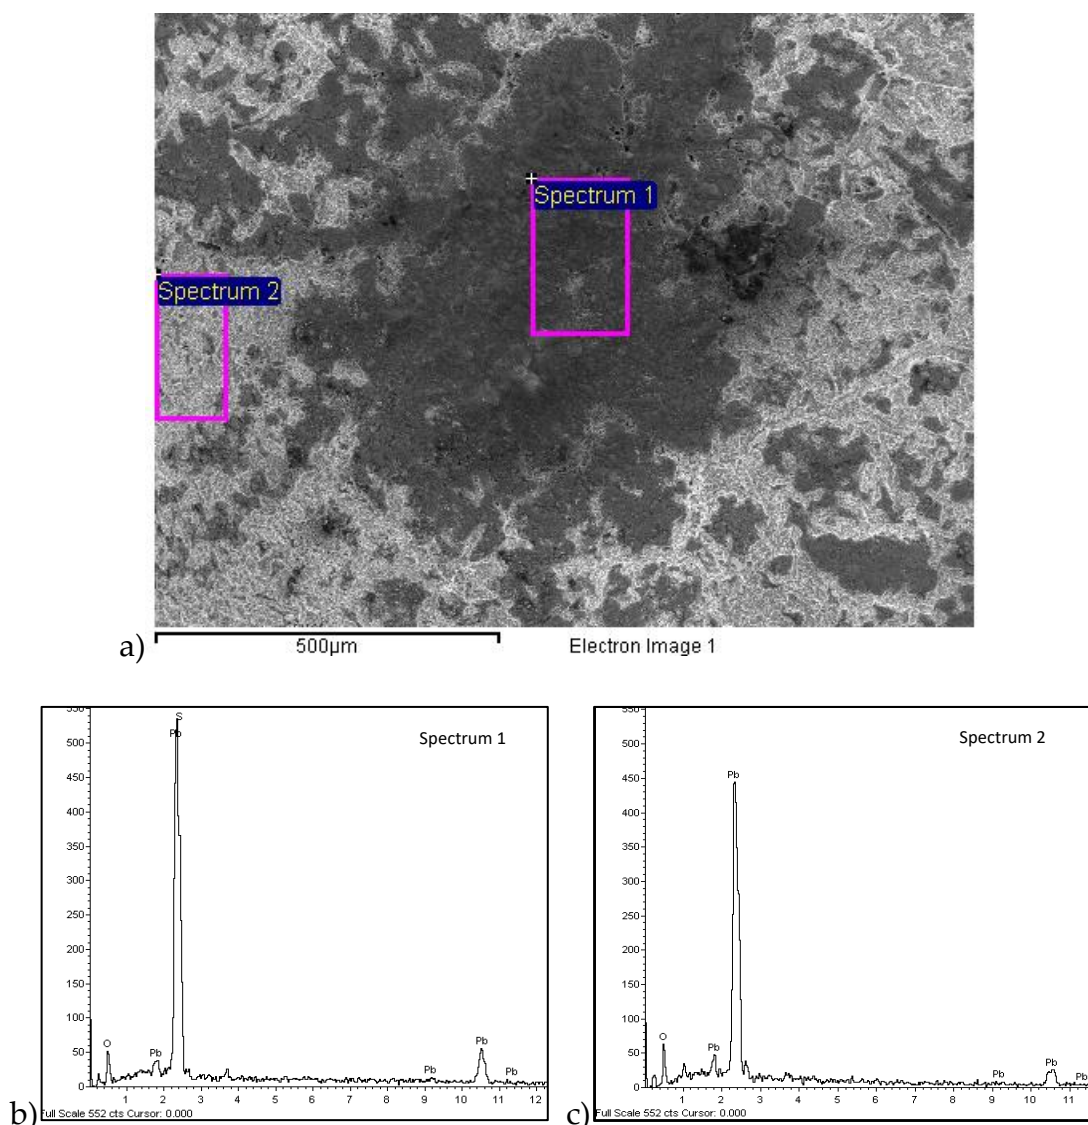 Spectrum 1
Spectrum 2
a)
500μm
Electron Image 1
b)
550
500
450
400
350
300
250
200
150
100
50
0
S
Pb
Spectrum 1
O
Pb
Pb
Pb
Pb
1 2 3 4 5 6 7 8 9 10 11 12
Full Scale 552 cts Cursor: 0.000
c)
550
500
450
400
350
300
250
200
150
100
50
0
Pb
Spectrum 2
O
Pb
Pb
Pb
Pb
1 2 3 4 5 6 7 8 9 10 11
Full Scale 552 cts Cursor: 0.000